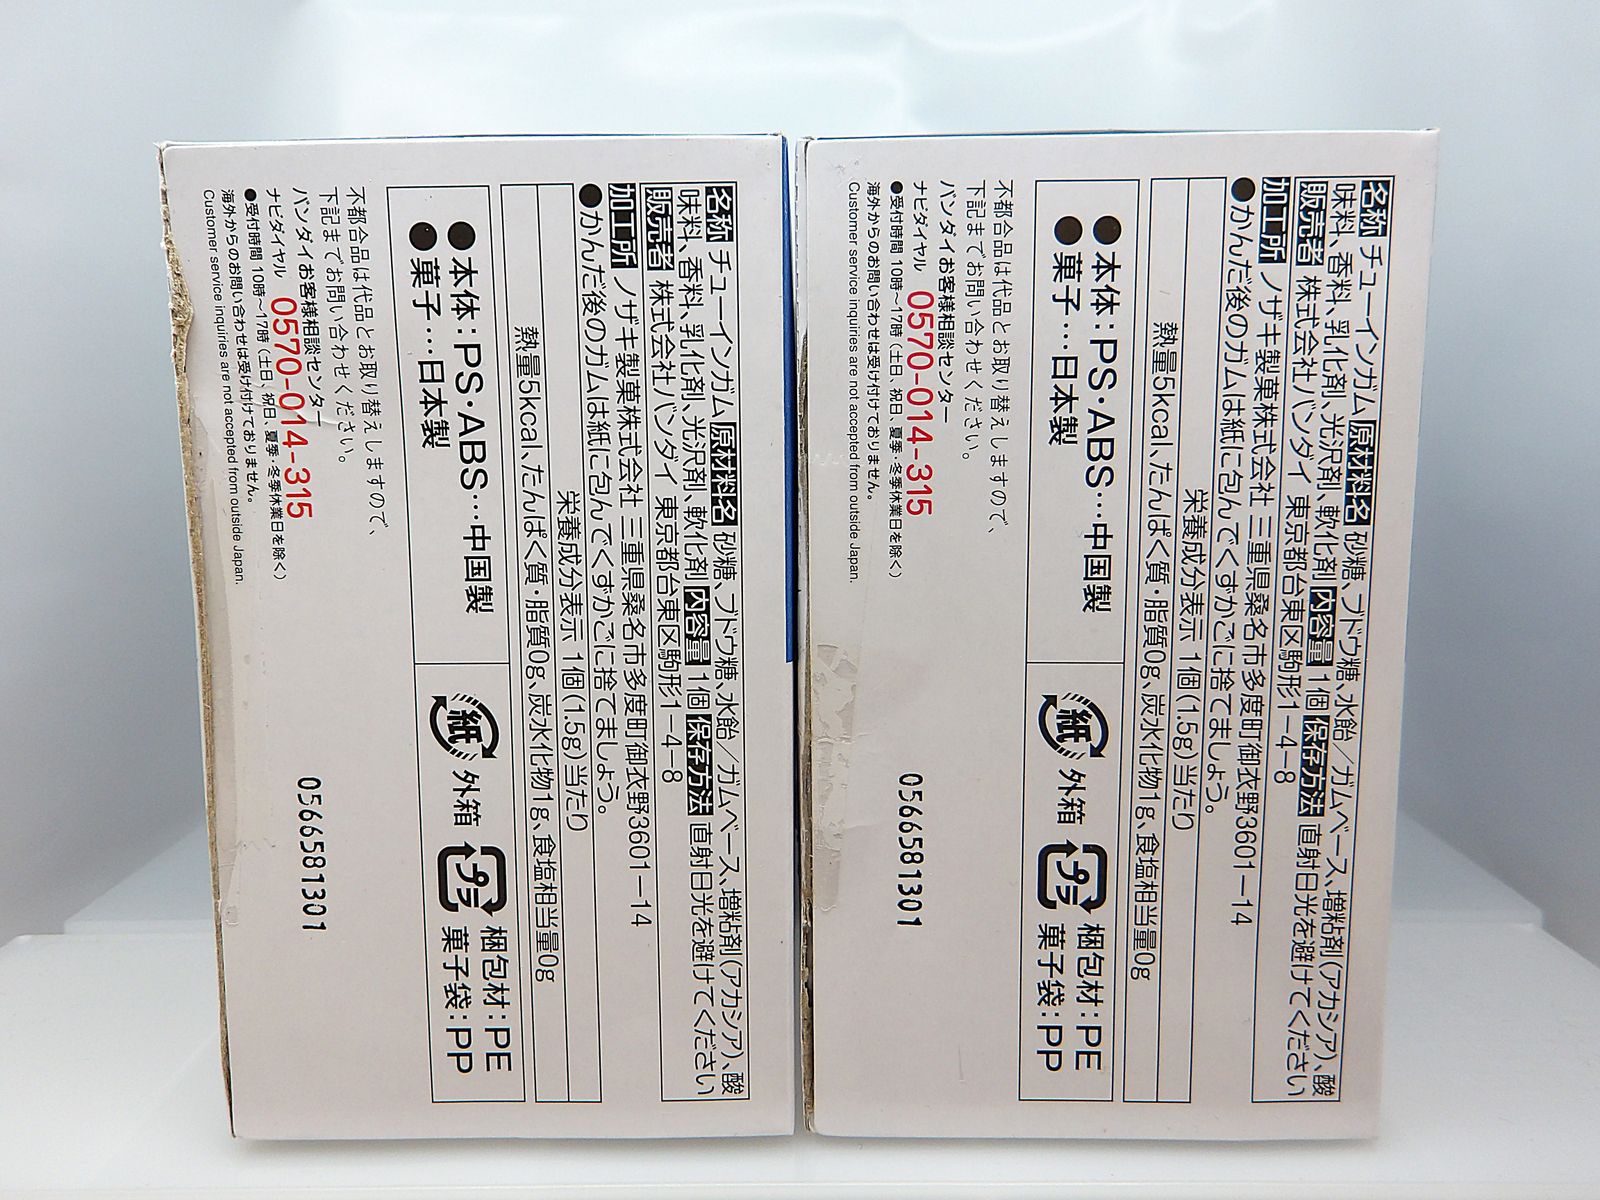 名称 チューインガム 原材料名 砂糖、ブドウ糖、水飴／ガムベース、増粘剤(アカシア)、酸
味料、香料、乳化剤、光沢剤、軟化剤 内容量 1個 保存方法 直射日光を避けてください
販売者 株式会社バンダイ 東京都台東区駒形1-4-8
加工所 ノザキ製菓株式会社 三重県桑名市多度町御衣野3601-14
●かんだ後のガムは紙に包んでくずかごに捨てましょう。
栄養成分表示 1個(1.5g)当たり
熱量5kcal、たんぱく質・脂質0g、炭水化物1g、食塩相当量0g
●本体：PS・ABS…中国製
●菓子…日本製
紙 外箱
プラ 梱包材：PE
菓子袋：PP
不都合品は代品とお取り替えしますので、
下記までお問い合わせください。
バンダイお客様相談センター
ナビダイヤル 0570-014-315
●受付時間 10時～17時（土日、祝日、夏季・冬季休業日を除く）
海外からのお問い合わせは受け付けておりません。
Customer service inquiries are not accepted from outside Japan.
0566581301
名称 チューインガム 原材料名 砂糖、ブドウ糖、水飴／ガムベース、増粘剤(アカシア)、酸
味料、香料、乳化剤、光沢剤、軟化剤 内容量 1個 保存方法 直射日光を避けてください
販売者 株式会社バンダイ 東京都台東区駒形1-4-8
加工所 ノザキ製菓株式会社 三重県桑名市多度町御衣野3601-14
●かんだ後のガムは紙に包んでくずかごに捨てましょう。
栄養成分表示 1個(1.5g)当たり
熱量5kcal、たんぱく質・脂質0g、炭水化物1g、食塩相当量0g
●本体：PS・ABS…中国製
●菓子…日本製
紙 外箱
プラ 梱包材：PE
菓子袋：PP
不都合品は代品とお取り替えしますので、
下記までお問い合わせください。
バンダイお客様相談センター
ナビダイヤル 0570-014-315
●受付時間 10時～17時（土日、祝日、夏季・冬季休業日を除く）
海外からのお問い合わせは受け付けておりません。
Customer service inquiries are not accepted from outside Japan.
0566581301